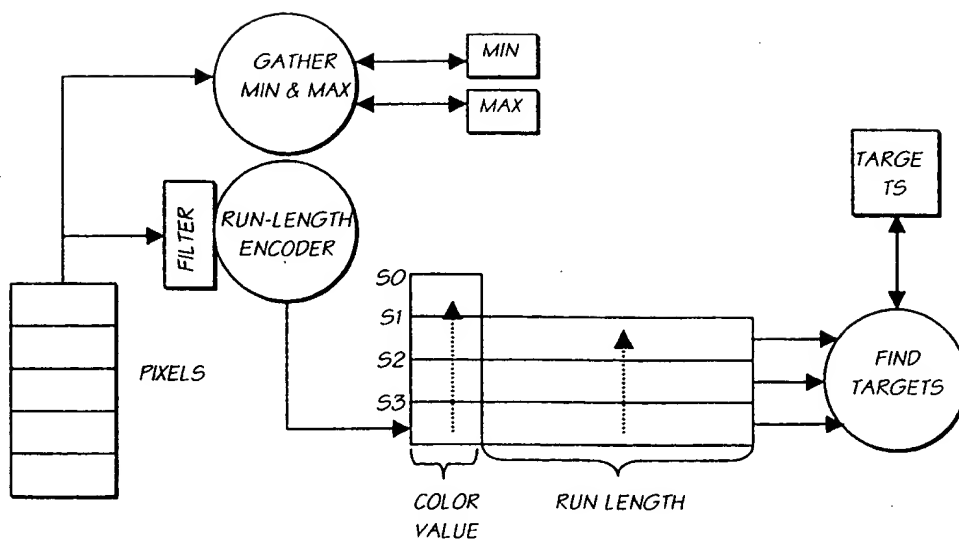 GATHER
MIN & MAX
MIN
MAX
TARGE
TS
FILTER
RUN-LENGTH
ENCODER
S0
S1
S2
S3
PIXELS
FIND
TARGETS
COLOR
VALUE
RUN LENGTH